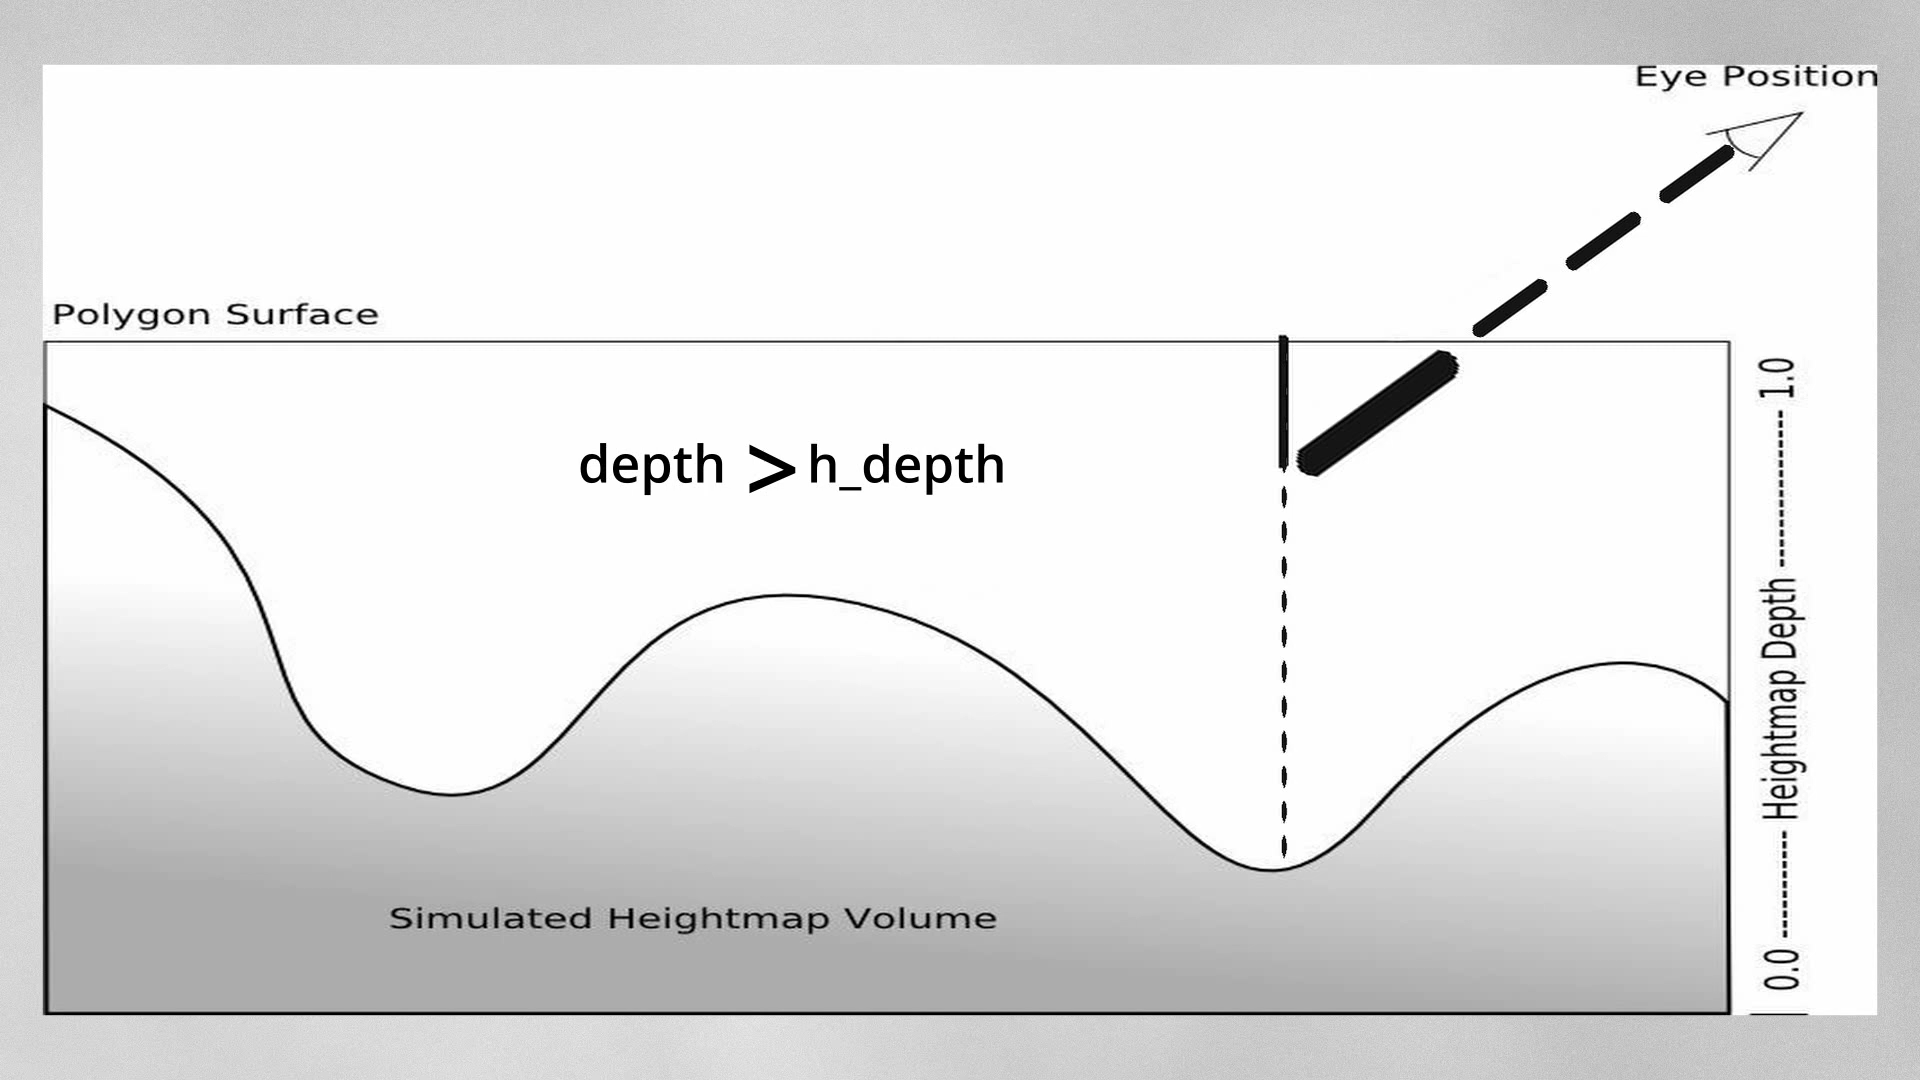 Eye Position
Polygon Surface
depth > h_depth
Simulated Heightmap Volume
0.0 ----------- Heightmap Depth ---------------- 1.0